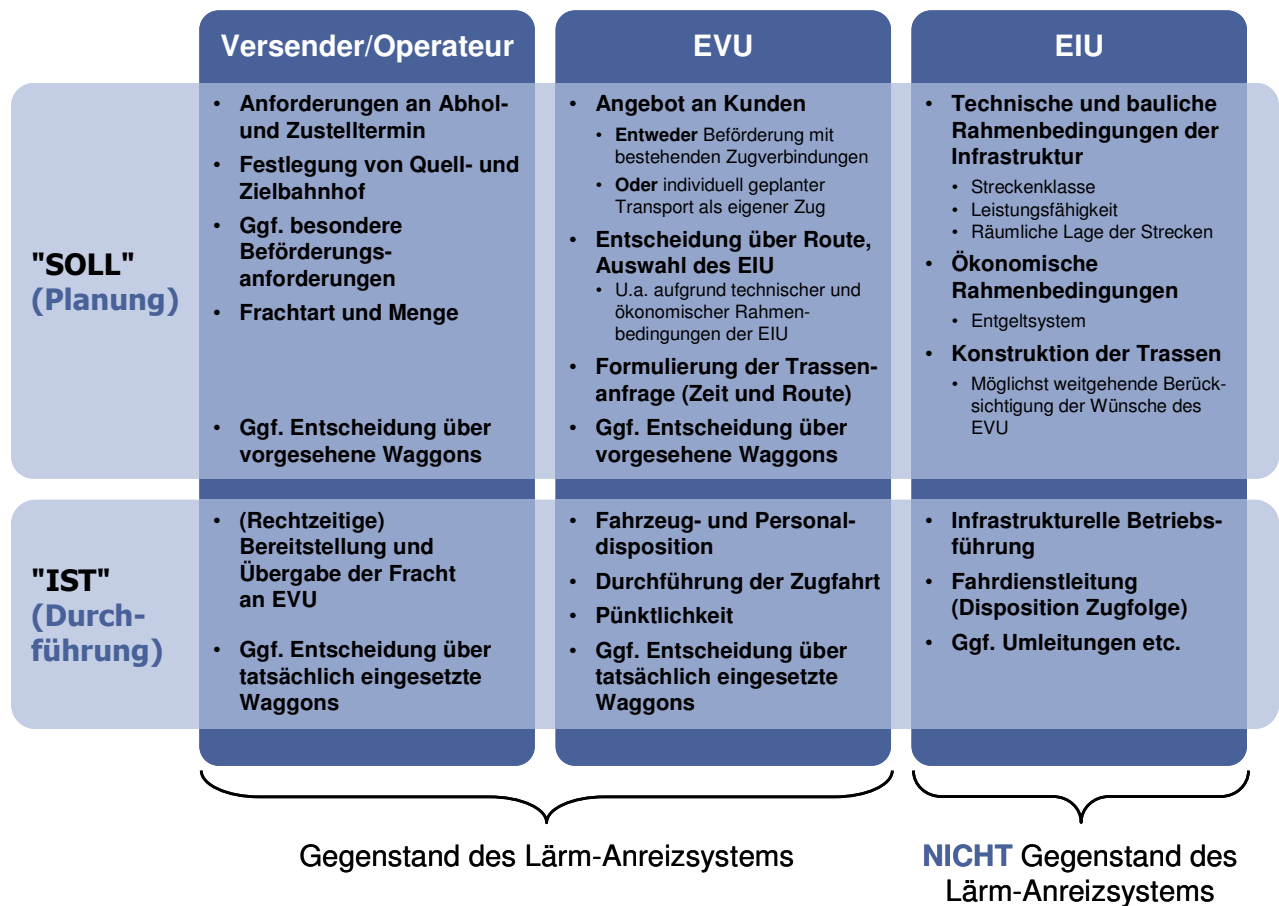 Versender/Operateur
EVU
EIU
"SOLL"
(Planung)
• Anforderungen an Abhol-
und Zustelltermin
• Festlegung von Quell- und
Zielbahnhof
• Ggf. besondere
Beförderungs-
anforderungen
• Frachtart und Menge
• Ggf. Entscheidung über
vorgesehene Waggons
• Angebot an Kunden
• Entweder Beförderung mit
bestehenden Zugverbindungen
• Oder individuell geplanter
Transport als eigener Zug
• Entscheidung über Route,
Auswahl des EIU
• U.a. aufgrund technischer und
ökonomischer Rahmen-
bedingungen der EIU
• Formulierung der Trassen-
anfrage (Zeit und Route)
• Ggf. Entscheidung über
vorgesehene Waggons
• Technische und bauliche
Rahmenbedingungen der
Infrastruktur
• Streckenklasse
• Leistungsfähigkeit
• Räumliche Lage der Strecken
• Ökonomische
Rahmenbedingungen
• Entgeltsystem
• Konstruktion der Trassen
• Möglichst weitgehende Berück-
sichtigung der Wünsche des
EVU
"IST"
(Durch-
führung)
• (Rechtzeitige)
Bereitstellung und
Übergabe der Fracht
an EVU
• Ggf. Entscheidung über
tatsächlich eingesetzte
Waggons
• Fahrzeug- und Personal-
disposition
• Durchführung der Zugfahrt
• Pünktlichkeit
• Ggf. Entscheidung über
tatsächlich eingesetzte
Waggons
• Infrastrukturelle Betriebs-
führung
• Fahrdienstleitung
(Disposition Zugfolge)
• Ggf. Umleitungen etc.
Gegenstand des Lärm-Anreizsystems
NICHT Gegenstand des
Lärm-Anreizsystems